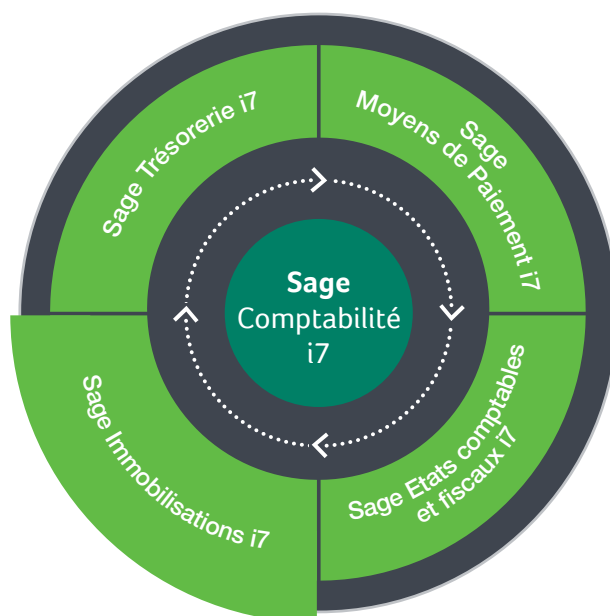 Sage Trésorerie i7
Sage
Moyens de Paiement i7
Sage
Comptabilité
i7
Sage Immobilisations i7
Sage Etats comptables
et fiscaux i7